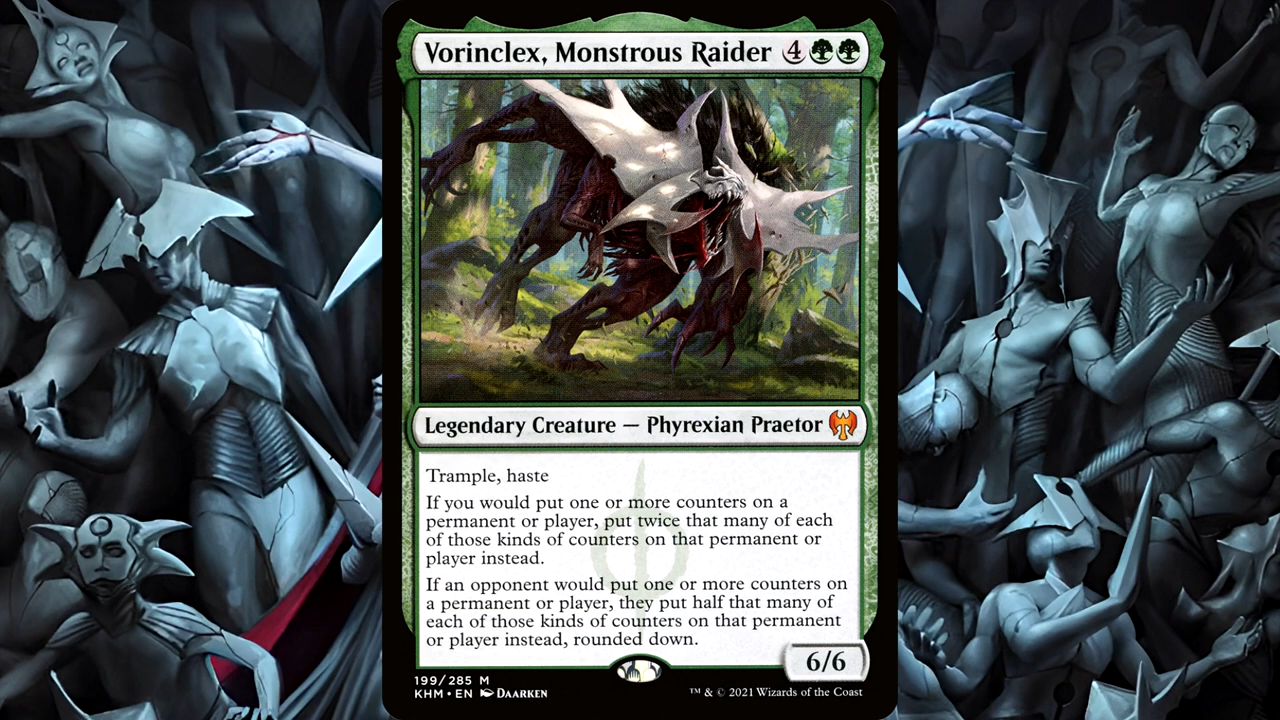 Vorinclex, Monstrous Raider 4
Legendary Creature — Phyrexian Praetor
Trample, haste
If you would put one or more counters on a
permanent or player, put twice that many of each
of those kinds of counters on that permanent or
player instead.
If an opponent would put one or more counters on
a permanent or player, they put half that many of
each of those kinds of counters on that permanent
or player instead, rounded down.
6/6
199/285 M
KHM • EN DAARKEN
™ & © 2021 Wizards of the Coast